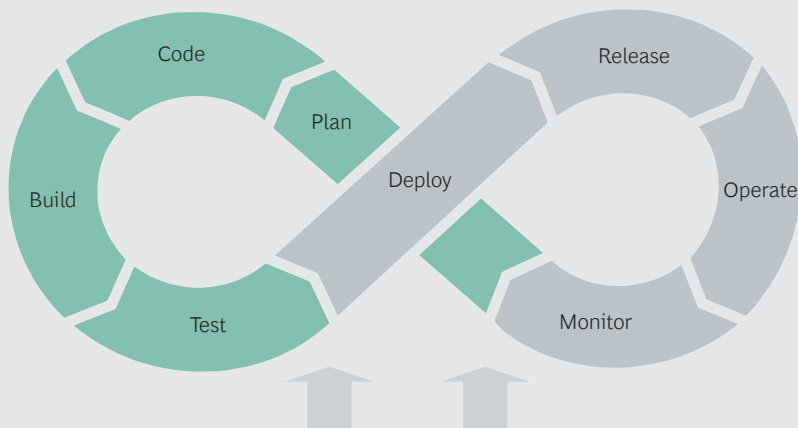 Code
Release
Plan
Deploy
Build
Operate
Test
Monitor